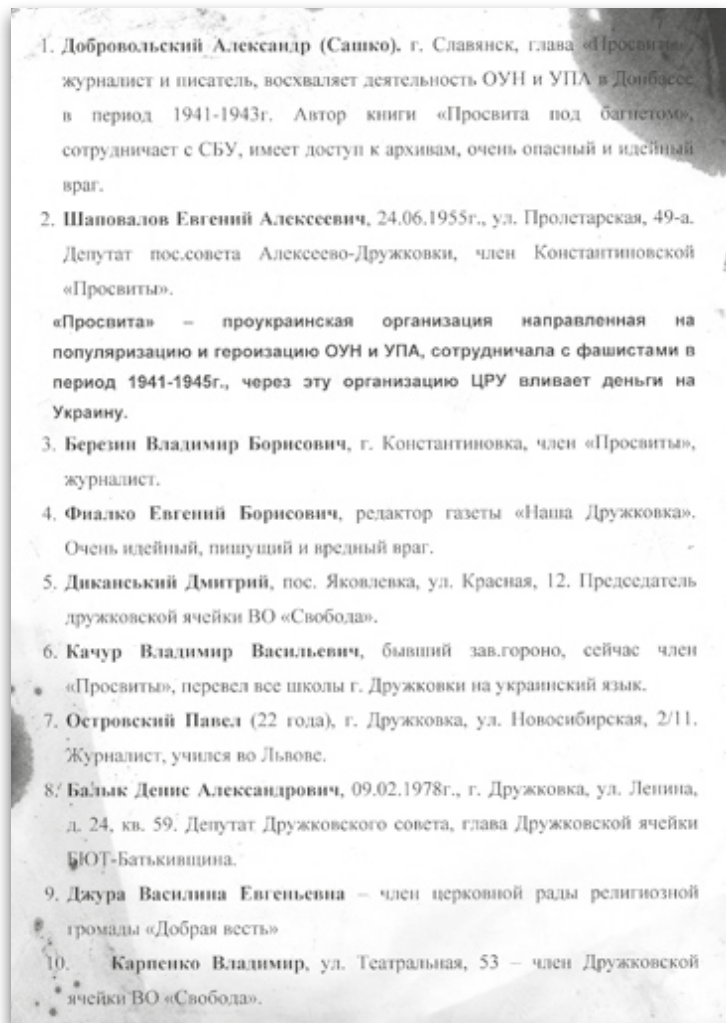 1. Добровольский Александр (Сашко). г. Славянск, глава «Просвиты»,
журналист и писатель, восхваляет деятельность ОУН и УПА в Донбассе
в период 1941-1943г. Автор книги «Просвита под багнетом»,
сотрудничает с СБУ, имеет доступ к архивам, очень опасный и идейный
враг.
2. Шаповалов Евгений Алексеевич, 24.06.1955г., ул. Пролетарская, 49-а.
Депутат пос.совета Алексеево-Дружковки, член Константиновской
«Просвиты».
«Просвита» – проукраинская организация направленная на
популяризацию и героизацию ОУН и УПА, сотрудничала с фашистами в
период 1941-1945г., через эту организацию ЦРУ вливает деньги на
Украину.
3. Березин Владимир Борисович, г. Константиновка, член «Просвиты»,
журналист.
4. Фиалко Евгений Борисович, редактор газеты «Наша Дружковка».
Очень идейный, пишущий и вредный враг.
5. Диканський Дмитрий, пос. Яковлевка, ул. Красная, 12. Председатель
дружковской ячейки ВО «Свобода».
6. Качур Владимир Васильевич, бывший зав.гороно, сейчас член
«Просвиты», перевел все школы г. Дружковки на украинский язык.
7. Островский Павел (22 года), г. Дружковка, ул. Новосибирская, 2/11.
Журналист, учился во Львове.
8. Балык Денис Александрович, 09.02.1978г., г. Дружковка, ул. Ленина,
д. 24, кв. 59. Депутат Дружковского совета, глава Дружковской ячейки
БЮТ-Батькивщина.
9. Джура Василина Евгеньевна – член церковной рады религиозной
громады «Добрая весть»
10. Карпенко Владимир, ул. Театральная, 53 – член Дружковской
ячейки ВО «Свобода».